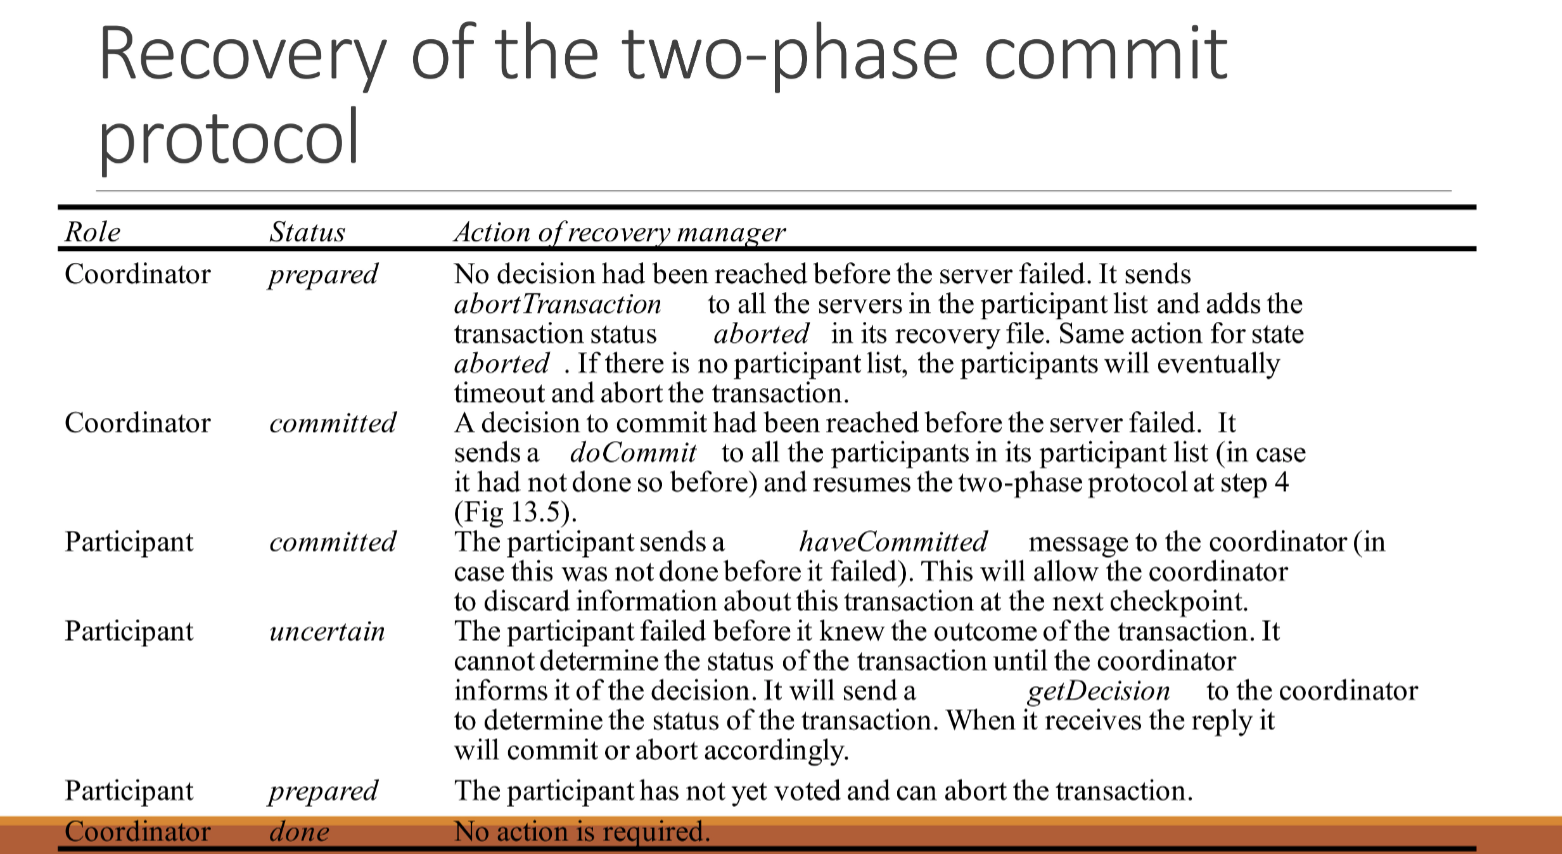 Recovery of the two-phase commit
protocol
Role Status Action of recovery manager
Coordinator prepared No decision had been reached before the server failed. It sends
abortTransaction to all the servers in the participant list and adds the
transaction status aborted in its recovery file. Same action for state
aborted . If there is no participant list, the participants will eventually
timeout and abort the transaction.
Coordinator committed A decision to commit had been reached before the server failed. It
sends a doCommit to all the participants in its participant list (in case
it had not done so before) and resumes the two-phase protocol at step 4
(Fig 13.5).
Participant committed The participant sends a haveCommitted message to the coordinator (in
case this was not done before it failed). This will allow the coordinator
to discard information about this transaction at the next checkpoint.
Participant uncertain The participant failed before it knew the outcome of the transaction. It
cannot determine the status of the transaction until the coordinator
informs it of the decision. It will send a getDecision to the coordinator
to determine the status of the transaction. When it receives the reply it
will commit or abort accordingly.
Participant prepared The participant has not yet voted and can abort the transaction.
Coordinator done No action is required.